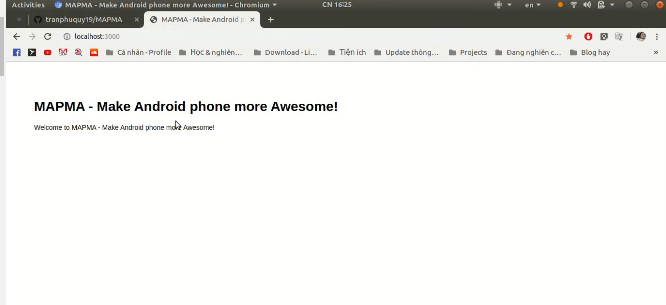 Activities
MAPMA - Make Android phone more Awesome! - Chromium
CN 16:25
en
tranphuquy19/MAPMA
MAPMA - Make Android p
localhost:3000
Cá nhân - Profile
Học & nghiên...
Download - Li...
Tiện ích
Update thông...
Projects
Đang nghiên c...
Blog hay
MAPMA - Make Android phone more Awesome!
Welcome to MAPMA - Make Android phone more Awesome!